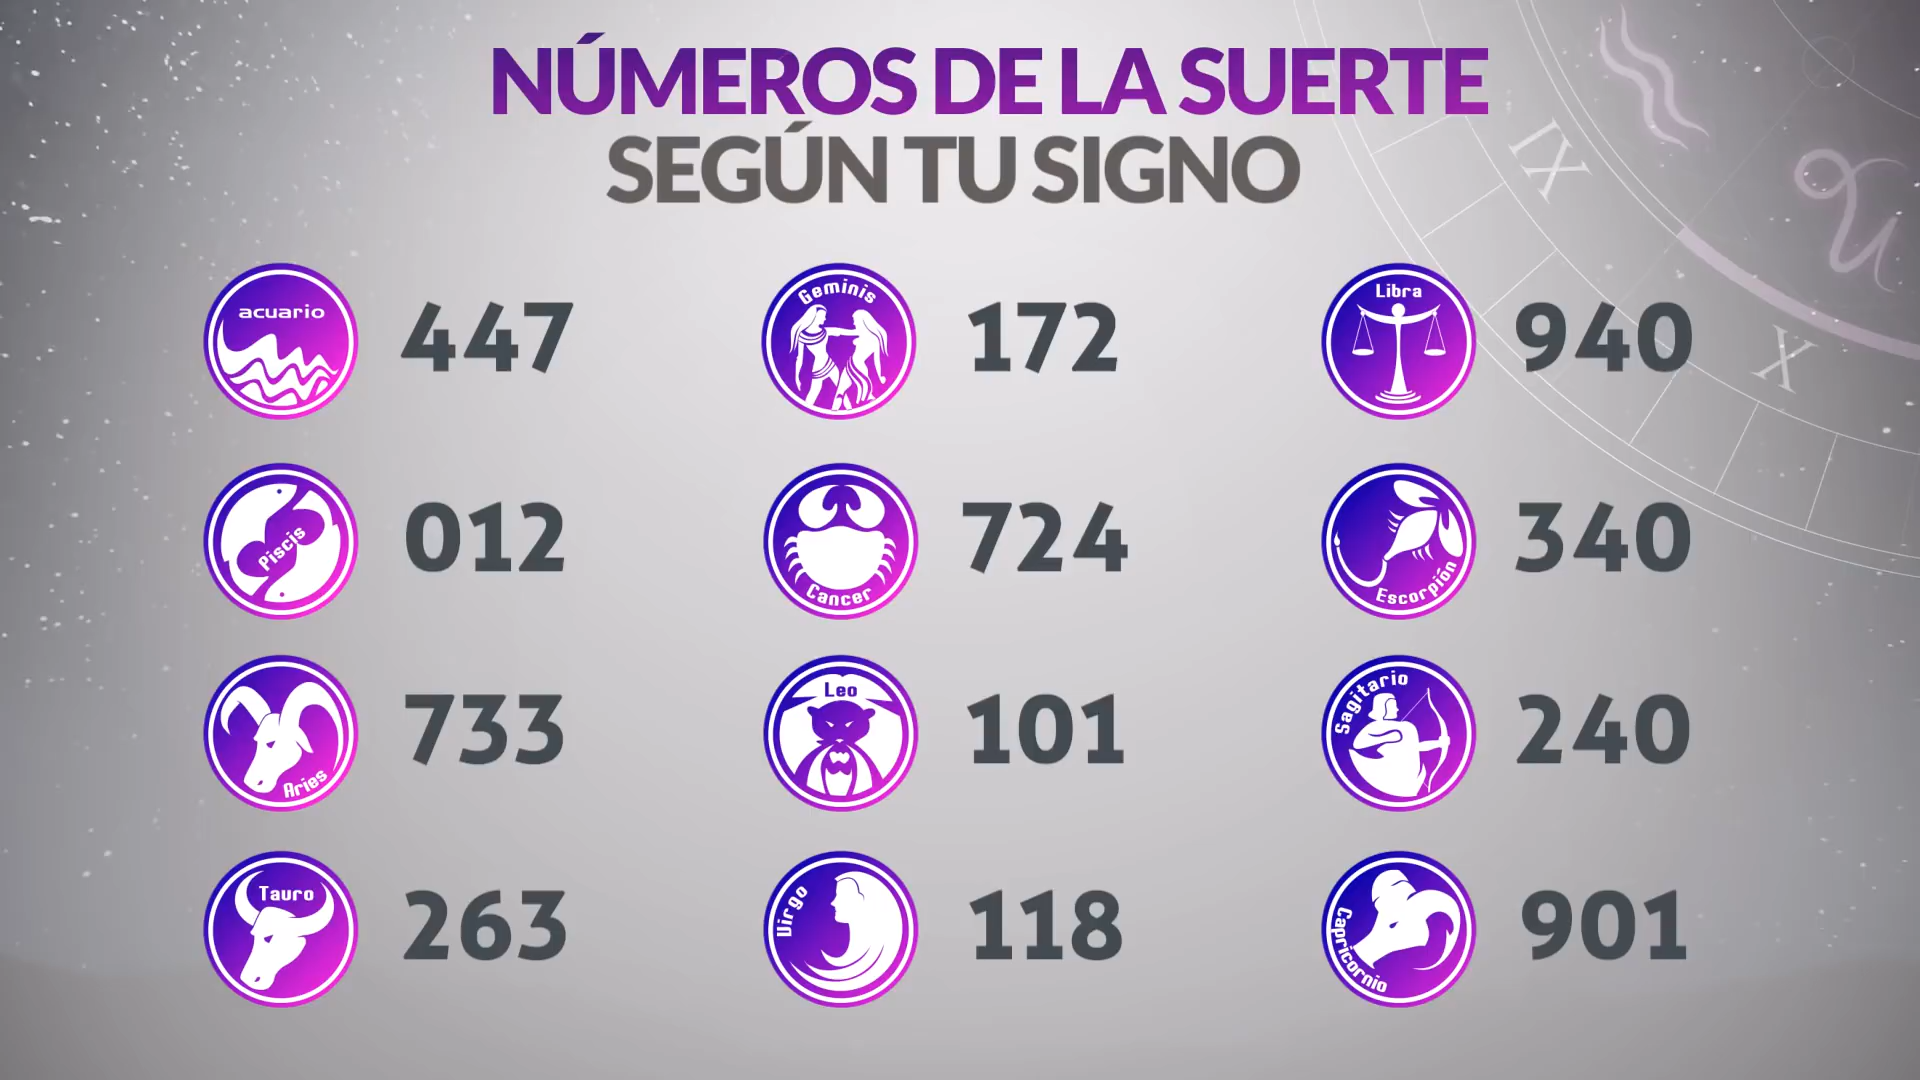 NÚMEROS DE LA SUERTE
SEGÚN TU SIGNO
IX
X
acuario 447
Geminis 172
Libra 940
Piscis 012
Cancer 724
Escorpión 340
Aries 733
Leo 101
Sagitario 240
Tauro 263
Virgo 118
Capricornio 901